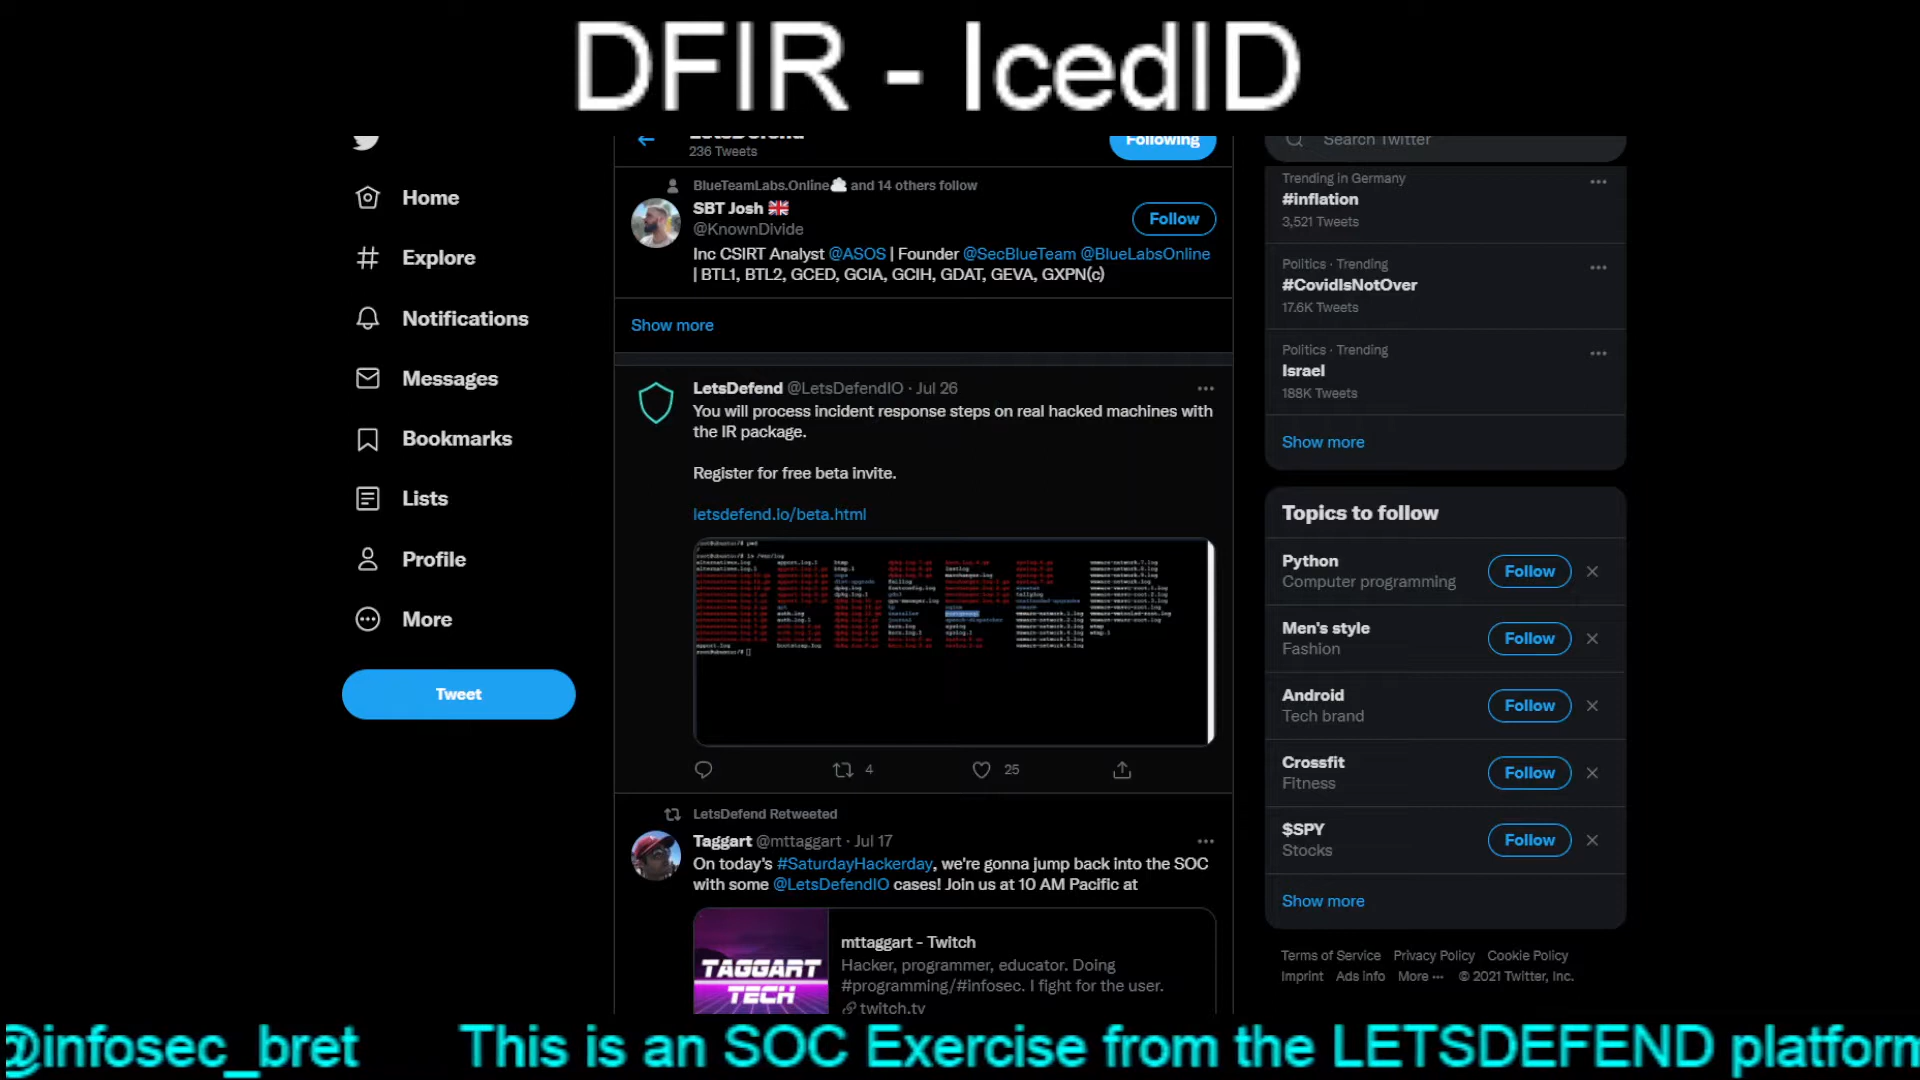 DFIR - IcedID
LetsDefend
236 Tweets
Following
Search Twitter
Home
Explore
Notifications
Messages
Bookmarks
Lists
Profile
More
Tweet
BlueTeamLabs.Online and 14 others follow
SBT Josh 🇬🇧
@KnownDivide
Follow
Inc CSIRT Analyst @ASOS | Founder @SecBlueTeam @BlueLabsOnline
| BTL1, BTL2, GCED, GCIA, GCIH, GDAT, GEVA, GXPN(c)
Show more
LetsDefend @LetsDefendIO · Jul 26
You will process incident response steps on real hacked machines with
the IR package.
Register for free beta invite.
letsdefend.io/beta.html
4
25
LetsDefend Retweeted
Taggart @mttaggart · Jul 17
On today's #SaturdayHackerday, we're gonna jump back into the SOC
with some @LetsDefendIO cases! Join us at 10 AM Pacific at
TAGGART
TECH
mttaggart - Twitch
Hacker, programmer, educator. Doing
#programming/#infosec. I fight for the user.
twitch.tv
Trending in Germany
#inflation
3,521 Tweets
Politics · Trending
#CovidIsNotOver
17.6K Tweets
Politics · Trending
Israel
188K Tweets
Show more
Topics to follow
Python
Computer programming
Follow
Men's style
Fashion
Follow
Android
Tech brand
Follow
Crossfit
Fitness
Follow
$SPY
Stocks
Follow
Show more
Terms of Service Privacy Policy Cookie Policy
Imprint Ads info More ··· © 2021 Twitter, Inc.
@infosec_bret This is an SOC Exercise from the LETSDEFEND platform